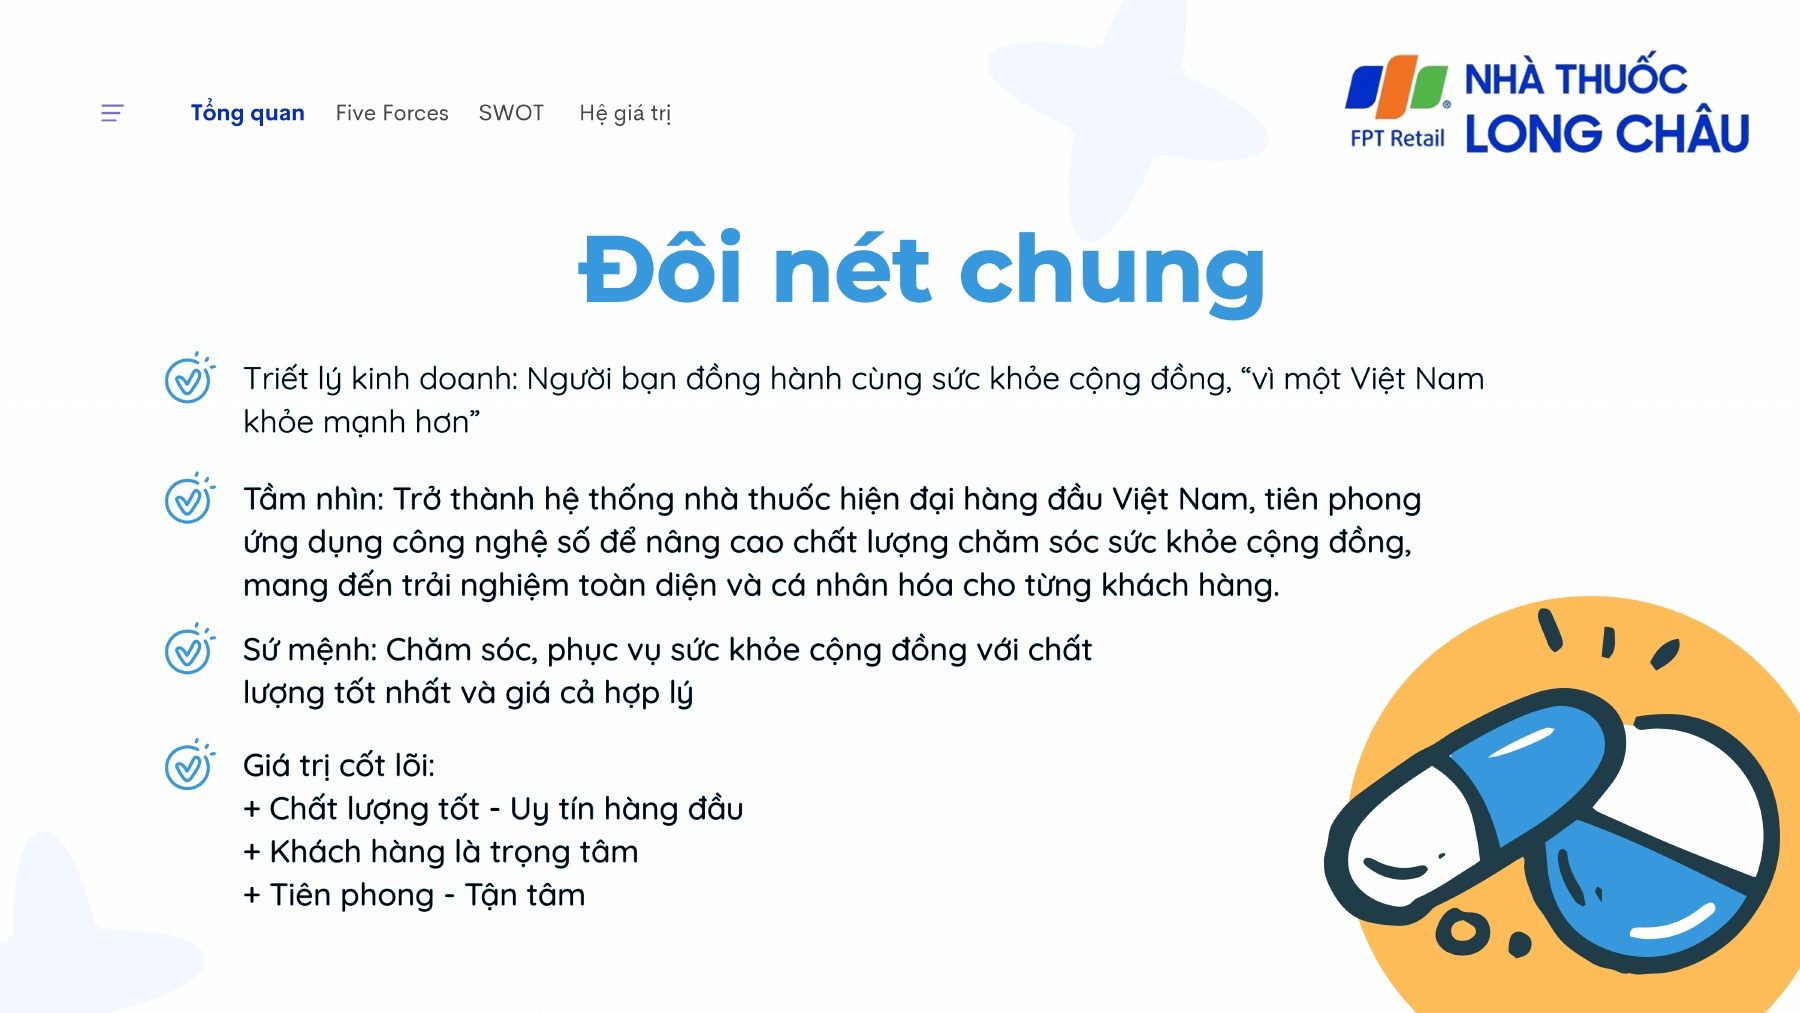 Tổng quan Five Forces SWOT Hệ giá trị
FPT Retail
NHÀ THUỐC
LONG CHÂU
Đôi nét chung
Triết lý kinh doanh: Người bạn đồng hành cùng sức khỏe cộng đồng, “vì một Việt Nam
khỏe mạnh hơn”
Tầm nhìn: Trở thành hệ thống nhà thuốc hiện đại hàng đầu Việt Nam, tiên phong
ứng dụng công nghệ số để nâng cao chất lượng chăm sóc sức khỏe cộng đồng,
mang đến trải nghiệm toàn diện và cá nhân hóa cho từng khách hàng.
Sứ mệnh: Chăm sóc, phục vụ sức khỏe cộng đồng với chất
lượng tốt nhất và giá cả hợp lý
Giá trị cốt lõi:
+ Chất lượng tốt - Uy tín hàng đầu
+ Khách hàng là trọng tâm
+ Tiên phong - Tận tâm